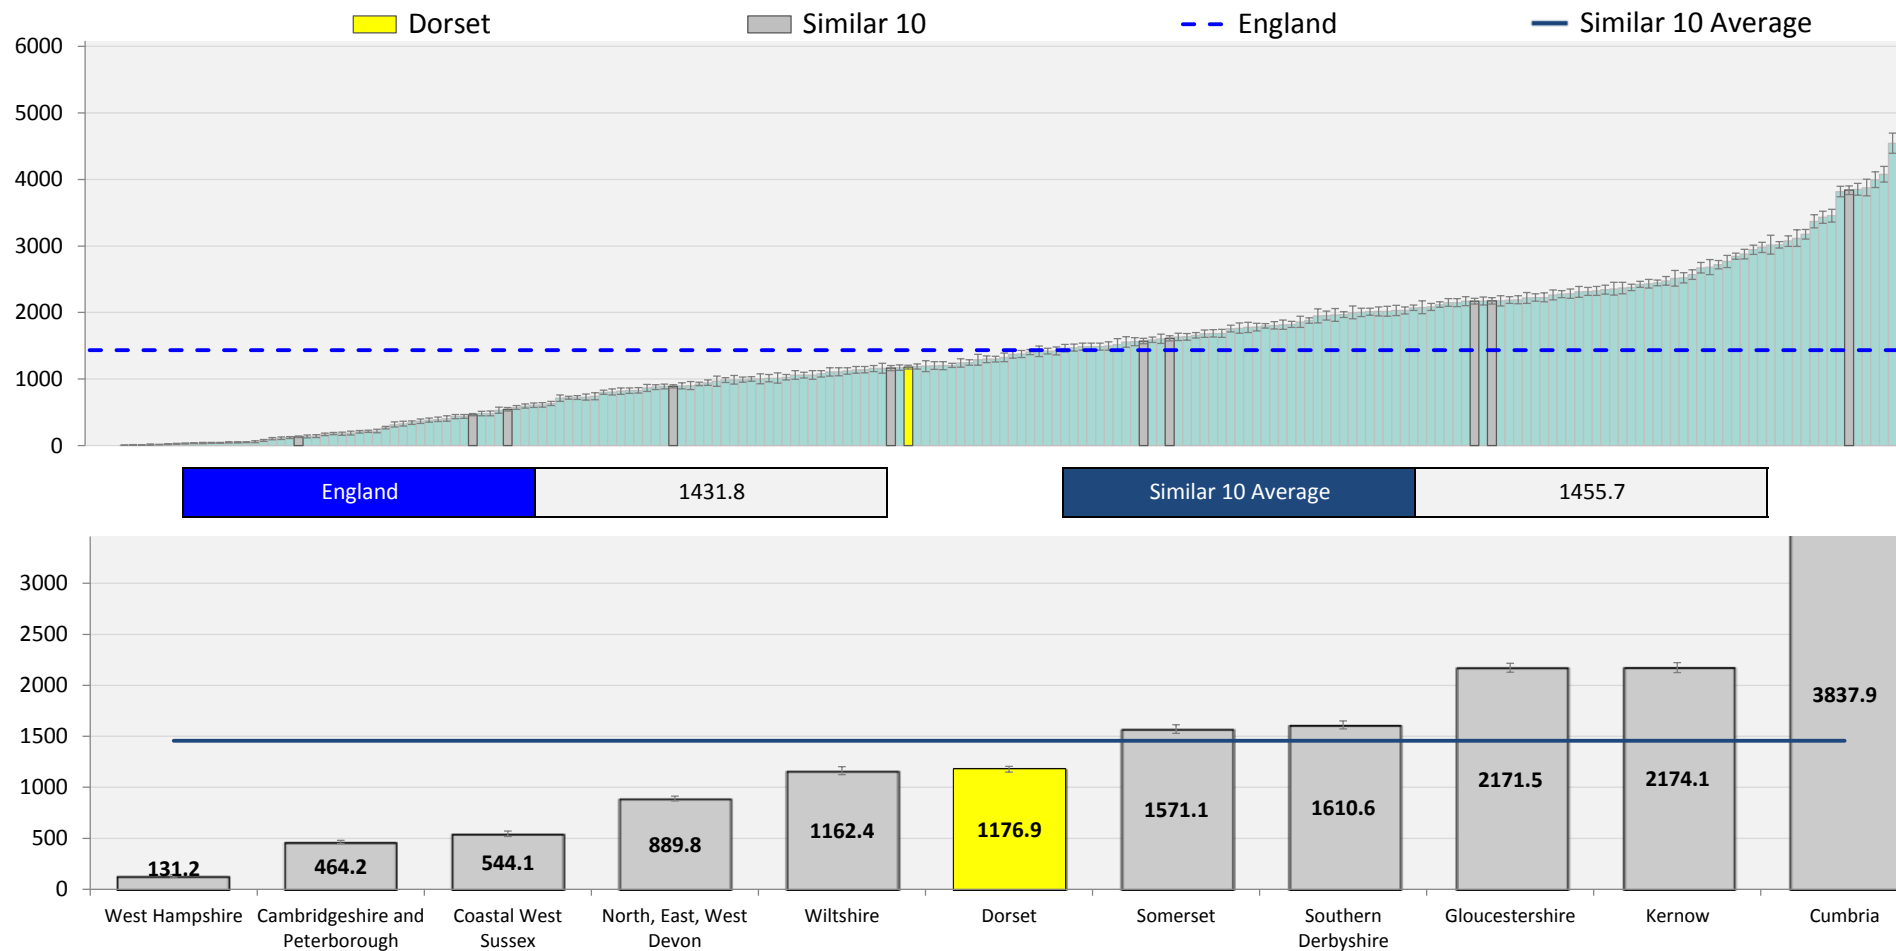 Dorset
Similar 10
England
Similar 10 Average
6000
5000
4000
3000
2000
1000
0
England
1431.8
Similar 10 Average
1455.7
3000
2500
2000
1500
1000
500
0
131.2
464.2
544.1
889.8
1162.4
1176.9
1571.1
1610.6
2171.5
2174.1
3837.9
West Hampshire
Cambridgeshire and
Peterborough
Coastal West
Sussex
North, East, West
Devon
Wiltshire
Dorset
Somerset
Southern
Derbyshire
Gloucestershire
Kernow
Cumbria